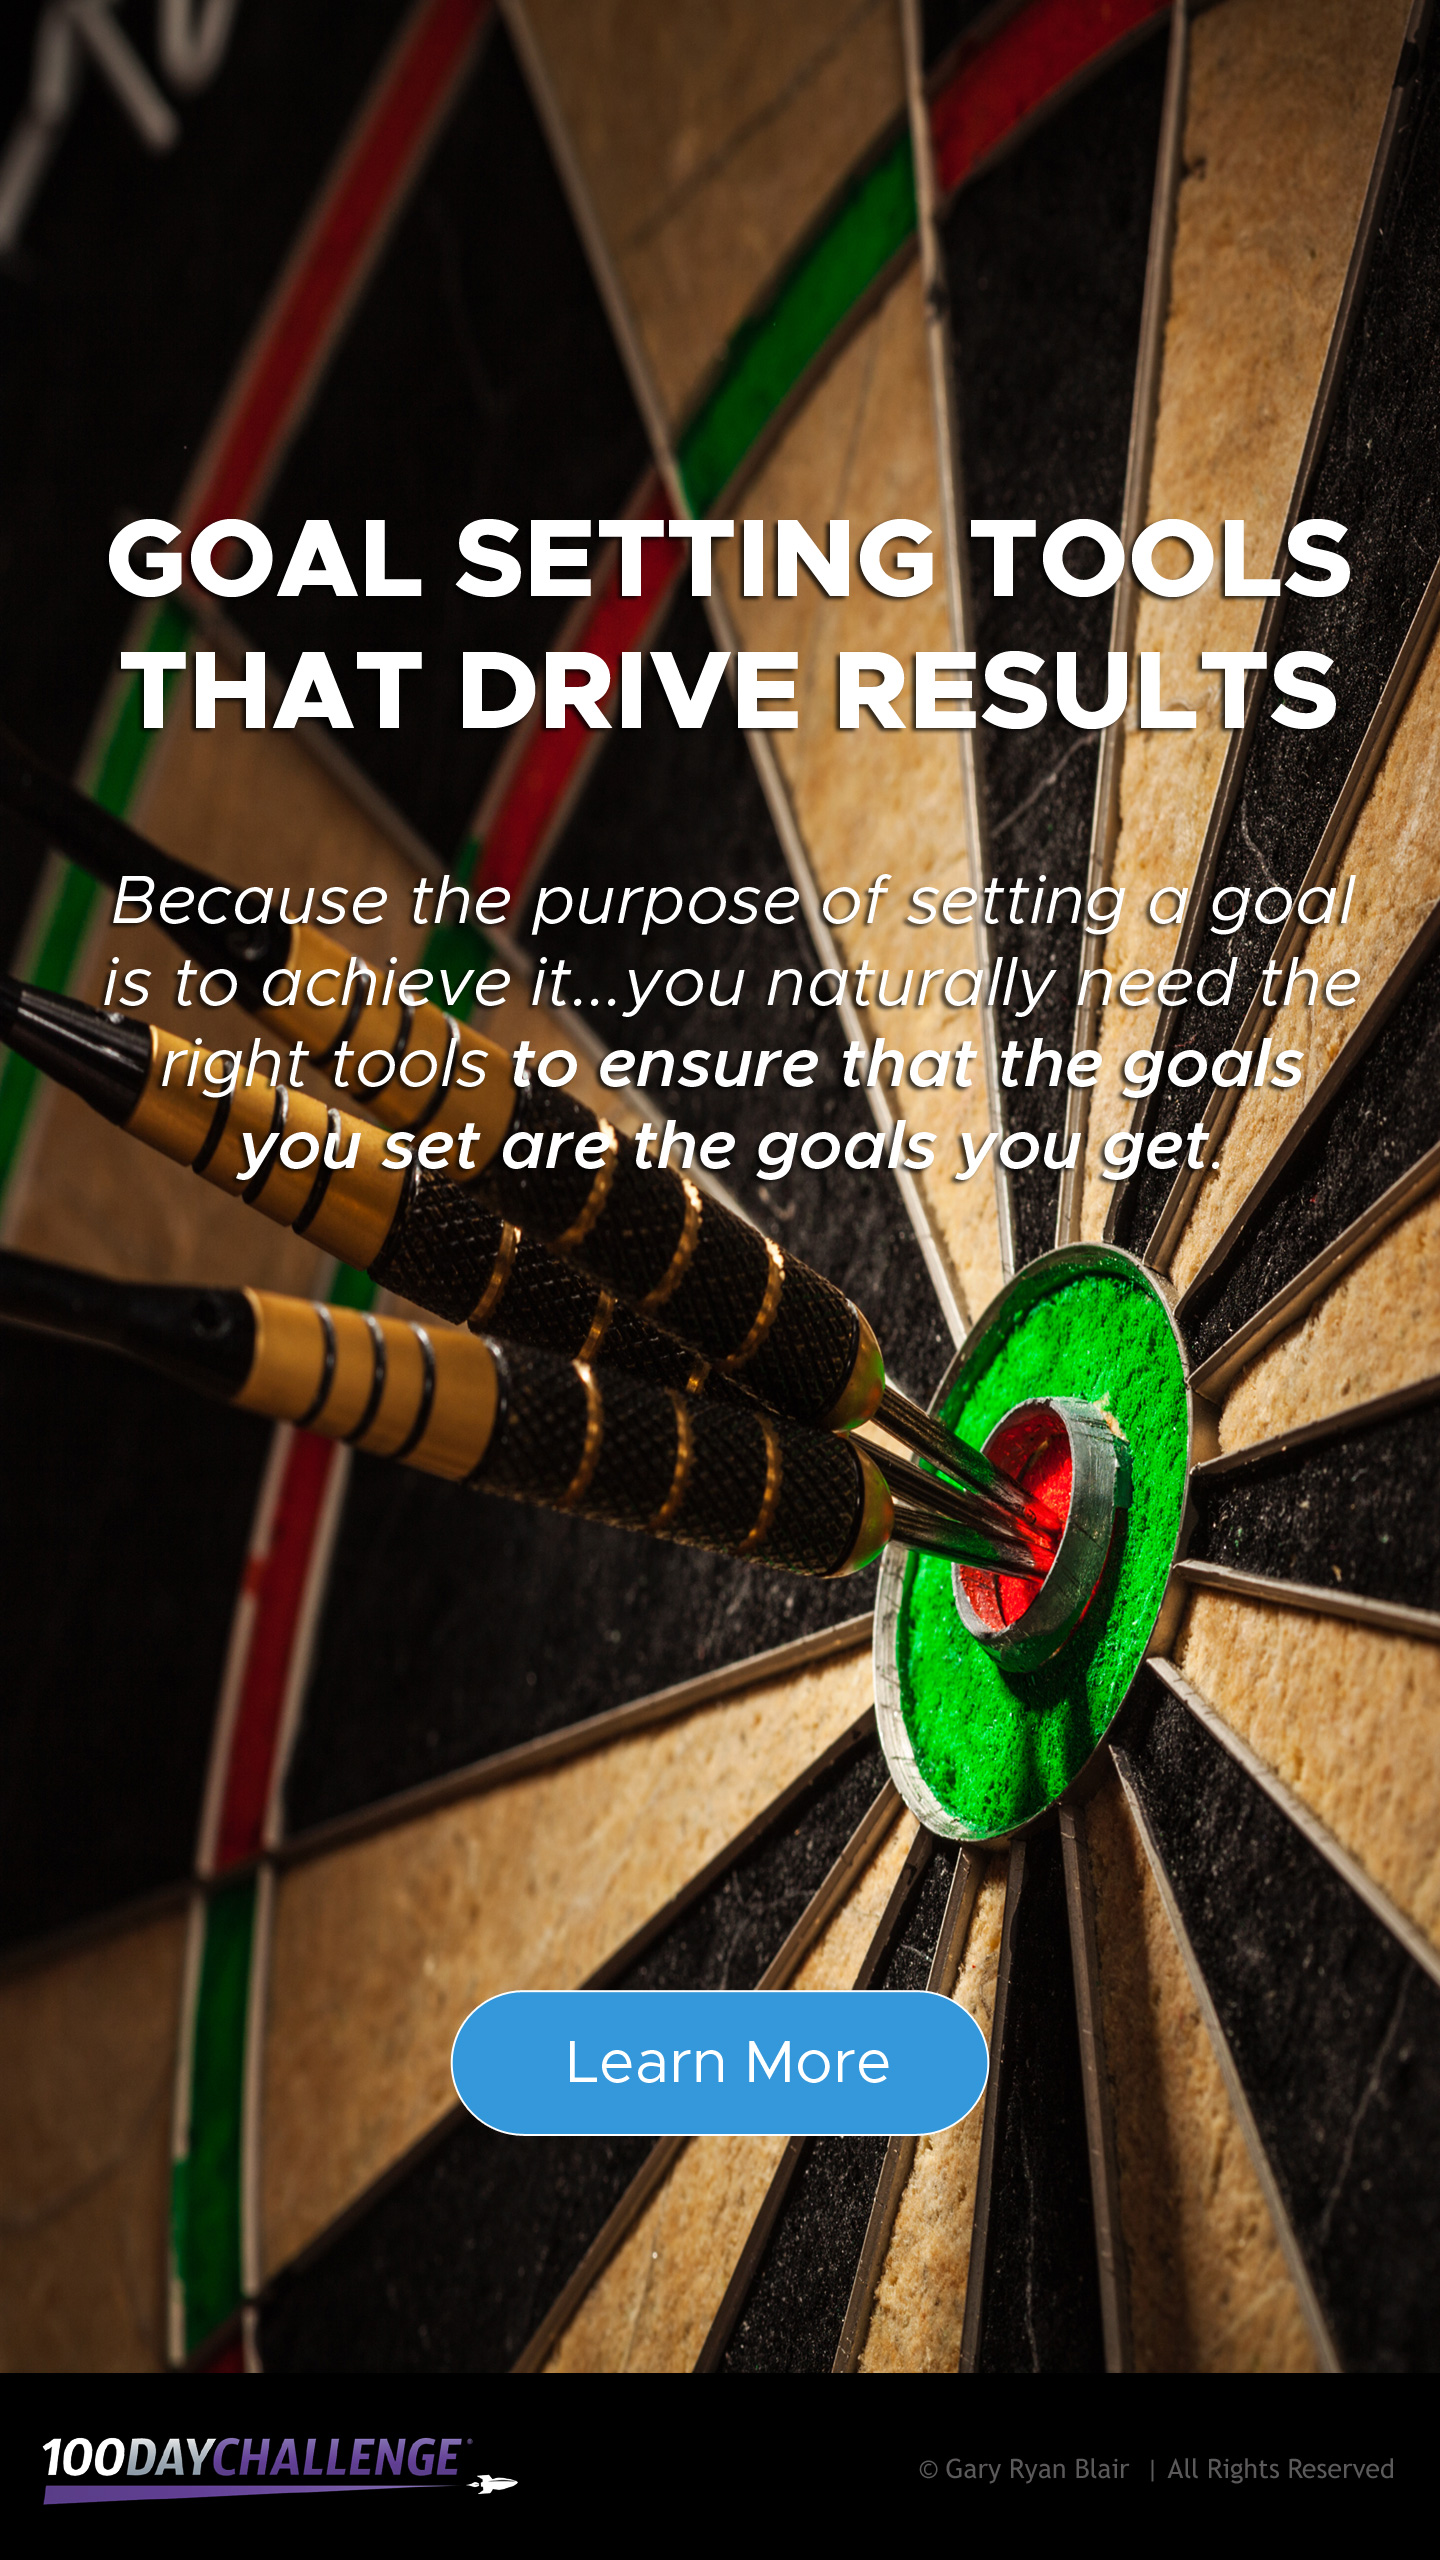 GOAL SETTING TOOLS
THAT DRIVE RESULTS
Because the purpose of setting a goal
is to achieve it...you naturally need the
right tools to ensure that the goals
you set are the goals you get.
Learn More
100DAYCHALLENGE®
© Gary Ryan Blair | All Rights Reserved